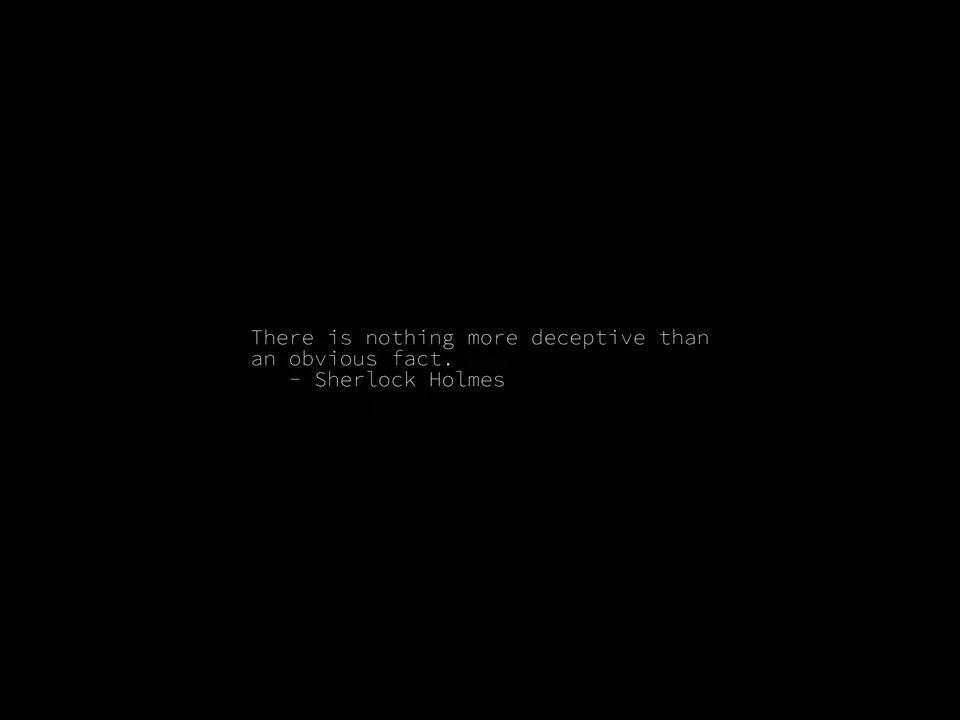 There is nothing more deceptive than
an obvious fact.
- Sherlock Holmes